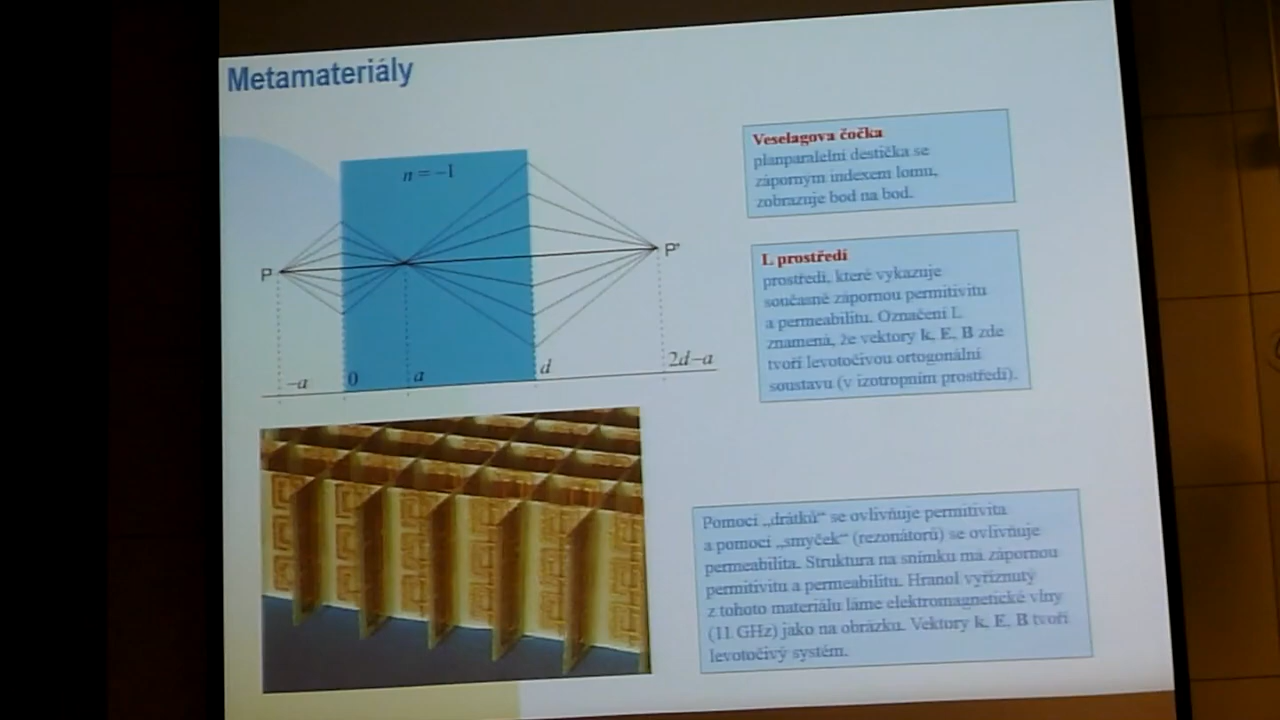 Metamateriály
n = –1
P
P'
–a
0
a
d
2d–a
Veselagova čočka
planparalelní destička se
záporným indexem lomu,
zobrazuje bod na bod.
L prostředí
prostředí, které vykazuje
současně zápornou permitivitu
a permeabilitu. Označení L
znamená, že vektory k, E, B zde
tvoří levotočivou ortogonální
soustavu (v izotropním prostředí).
Pomocí „drátků“ se ovlivňuje permitivita
a pomocí „smyček“ (rezonátorů) se ovlivňuje
permeabilita. Struktura na snímku má zápornou
permitivitu a permeabilitu. Hranol vyříznutý
z tohoto materiálu láme elektromagnetické vlny
(11 GHz) jako na obrázku. Vektory k, E, B tvoří
levotočivý systém.